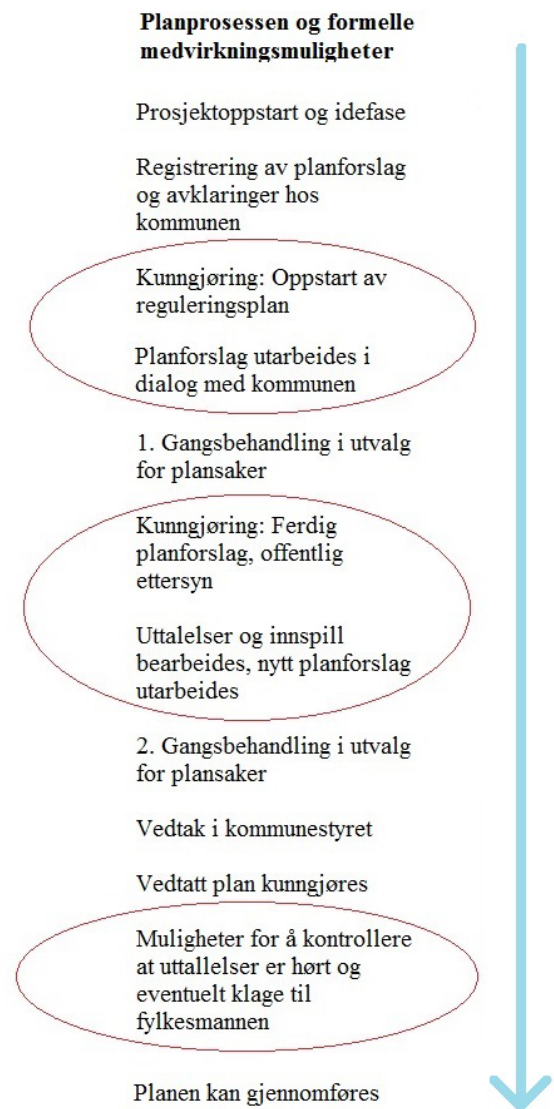 Planprosessen og formelle
medvirkningsmuligheter
Prosjektoppstart og idefase
Registrering av planforslag
og avklaringer hos
kommunen
Kunngjøring: Oppstart av
reguleringsplan
Planforslag utarbeides i
dialog med kommunen
1. Gangsbehandling i utvalg
for plansaker
Kunngjøring: Ferdig
planforslag, offentlig
ettersyn
Uttalelser og innspill
bearbeides, nytt planforslag
utarbeides
2. Gangsbehandling i utvalg
for plansaker
Vedtak i kommunestyret
Vedtatt plan kunngjøres
Muligheter for å kontrollere
at uttallelser er hørt og
eventuelt klage til
fylkesmannen
Planen kan gjennomføres